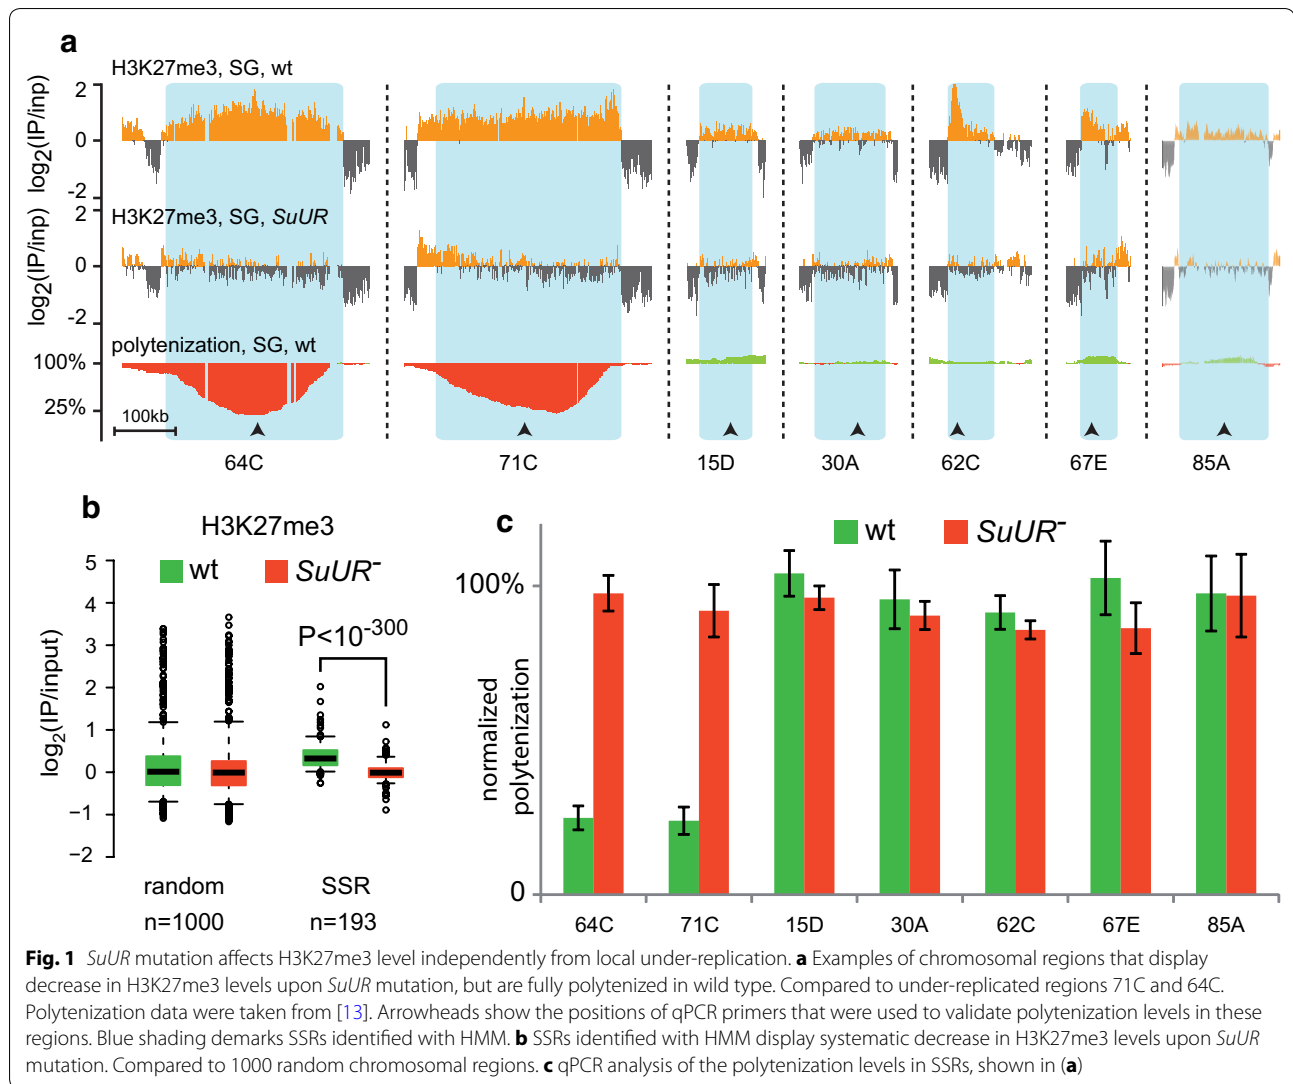 a
H3K27me3, SG, wt
2
0
−2
log2(IP/inp)
H3K27me3, SG, SuUR
2
0
−2
log2(IP/inp)
polytenization, SG, wt
100%
25%
100kb
64C 71C 15D 30A 62C 67E 85A
b
H3K27me3
wt SuUR-
5
4
3
2
1
0
−1
−2
log2(IP/input)
P<10-300
random SSR
n=1000 n=193
c
wt SuUR-
100%
0
normalized
polytenization
64C 71C 15D 30A 62C 67E 85A
Fig. 1 SuUR mutation affects H3K27me3 level independently from local under-replication. a Examples of chromosomal regions that display
decrease in H3K27me3 levels upon SuUR mutation, but are fully polytenized in wild type. Compared to under-replicated regions 71C and 64C.
Polytenization data were taken from [13]. Arrowheads show the positions of qPCR primers that were used to validate polytenization levels in these
regions. Blue shading demarks SSRs identified with HMM. b SSRs identified with HMM display systematic decrease in H3K27me3 levels upon SuUR
mutation. Compared to 1000 random chromosomal regions. c qPCR analysis of the polytenization levels in SSRs, shown in (a)